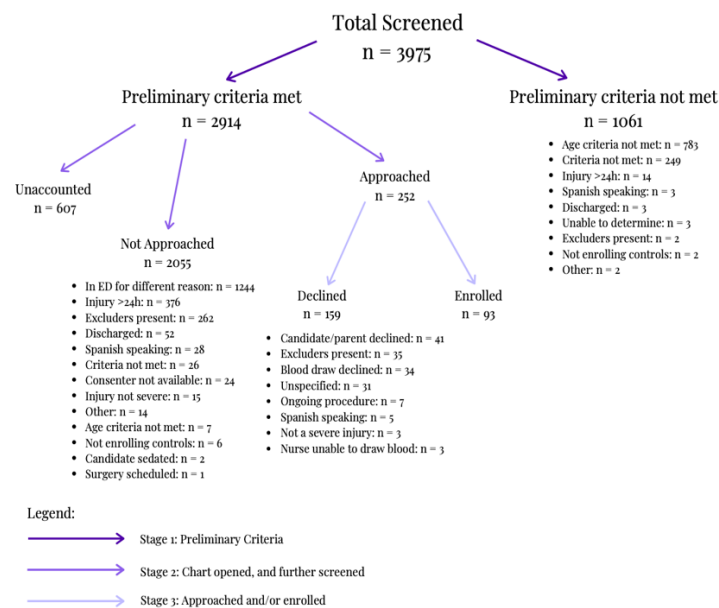 Total Screened
n = 3975
Preliminary criteria met
n = 2914
Preliminary criteria not met
n = 1061
• Age criteria not met: n = 783
• Criteria not met: n = 249
• Injury >24h: n = 14
• Spanish speaking: n = 3
• Discharged: n = 3
• Unable to determine: n = 3
• Excluders present: n = 2
• Not enrolling controls: n = 2
• Other: n = 2
Unaccounted
n = 607
Not Approached
n = 2055
• In ED for different reason: n = 1244
• Injury >24h: n = 376
• Excluders present: n = 262
• Discharged: n = 52
• Spanish speaking: n = 28
• Criteria not met: n = 26
• Consenter not available: n = 24
• Injury not severe: n = 15
• Other: n = 14
• Age criteria not met: n = 7
• Not enrolling controls: n = 6
• Candidate sedated: n = 2
• Surgery scheduled: n = 1
Approached
n = 252
Declined
n = 159
• Candidate/parent declined: n = 41
• Excluders present: n = 35
• Blood draw declined: n = 34
• Unspecified: n = 31
• Ongoing procedure: n = 7
• Spanish speaking: n = 5
• Not a severe injury: n = 3
• Nurse unable to draw blood: n = 3
Enrolled
n = 93
Legend:
Stage 1: Preliminary Criteria
Stage 2: Chart opened, and further screened
Stage 3: Approached and/or enrolled